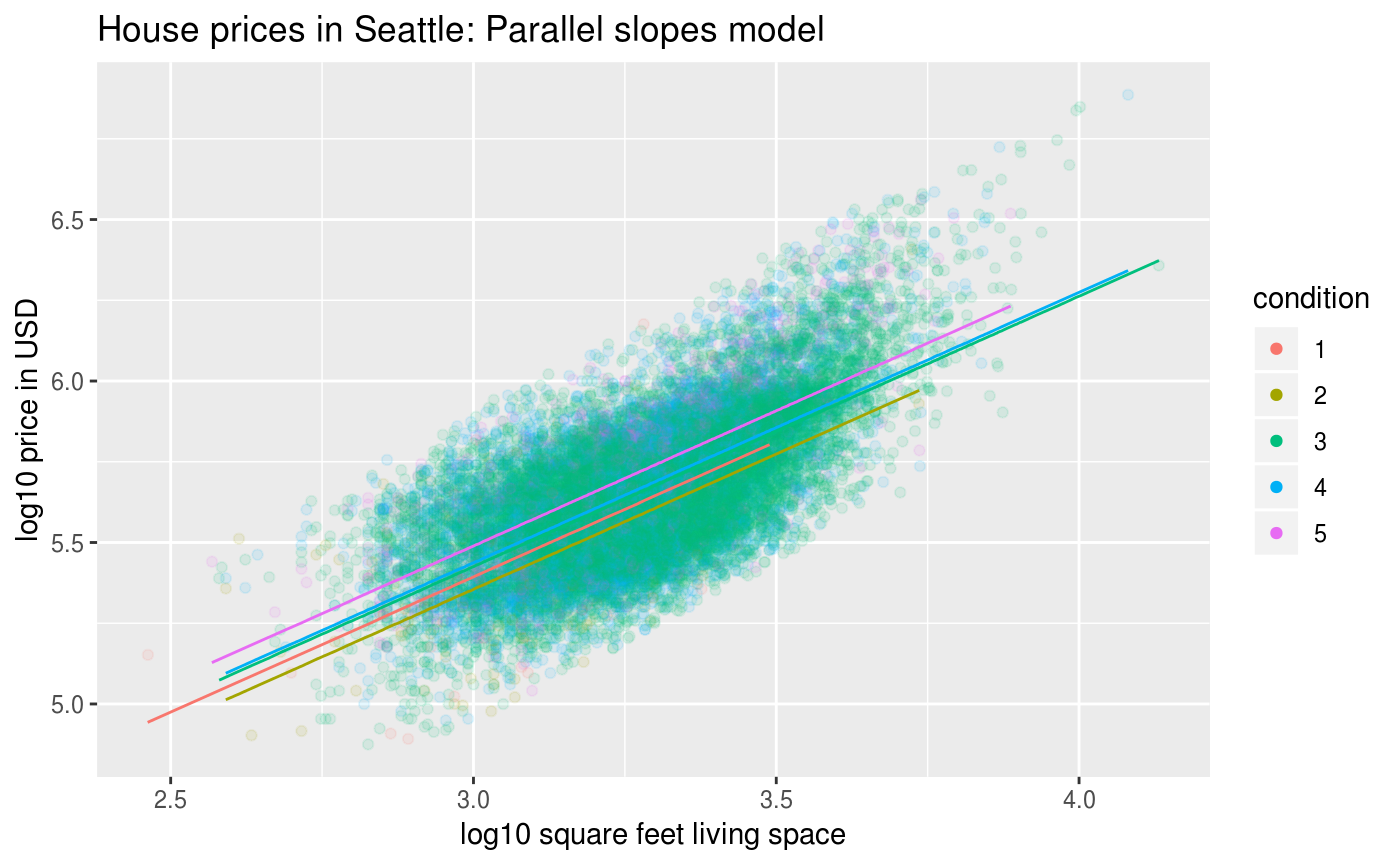 House prices in Seattle: Parallel slopes model
log10 price in USD
6.5
6.0
5.5
5.0
2.5 3.0 3.5 4.0
log10 square feet living space
condition
1
2
3
4
5